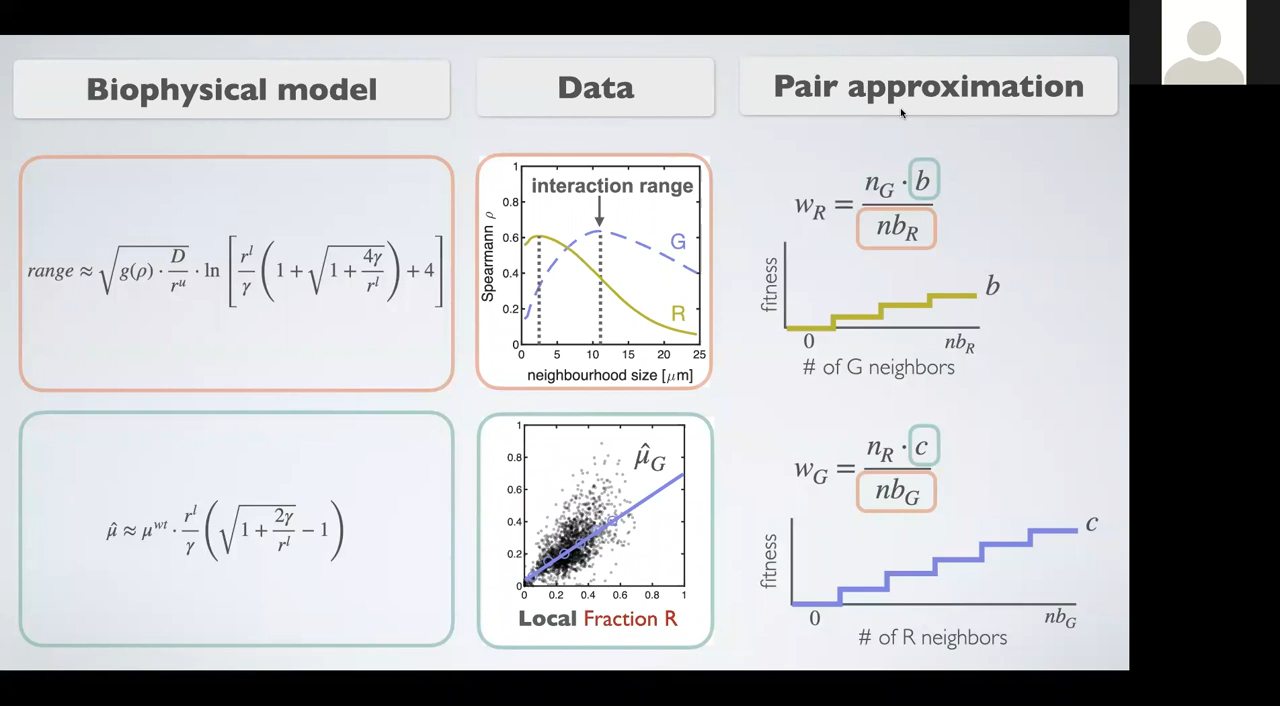 Biophysical model
Data
Pair approximation
range ≈ √(g(ρ) · D/r^u) · ln [ r^l/γ ( 1 + √(1 + 4γ/r^l) ) + 4 ]
interaction range
G
R
Spearmann ρ
1
0.8
0.6
0.4
0.2
0
0 5 10 15 20 25
neighbourhood size [μm]
w_R = n_G · b / nb_R
fitness
b
0 nb_R
# of G neighbors
μ̂ ≈ μ^wt · r^l/γ ( √(1 + 2γ/r^l) − 1 )
μ̂_G
1
0.8
0.6
0.4
0.2
0
0 0.2 0.4 0.6 0.8 1
Local Fraction R
w_G = n_R · c / nb_G
fitness
c
0 nb_G
# of R neighbors